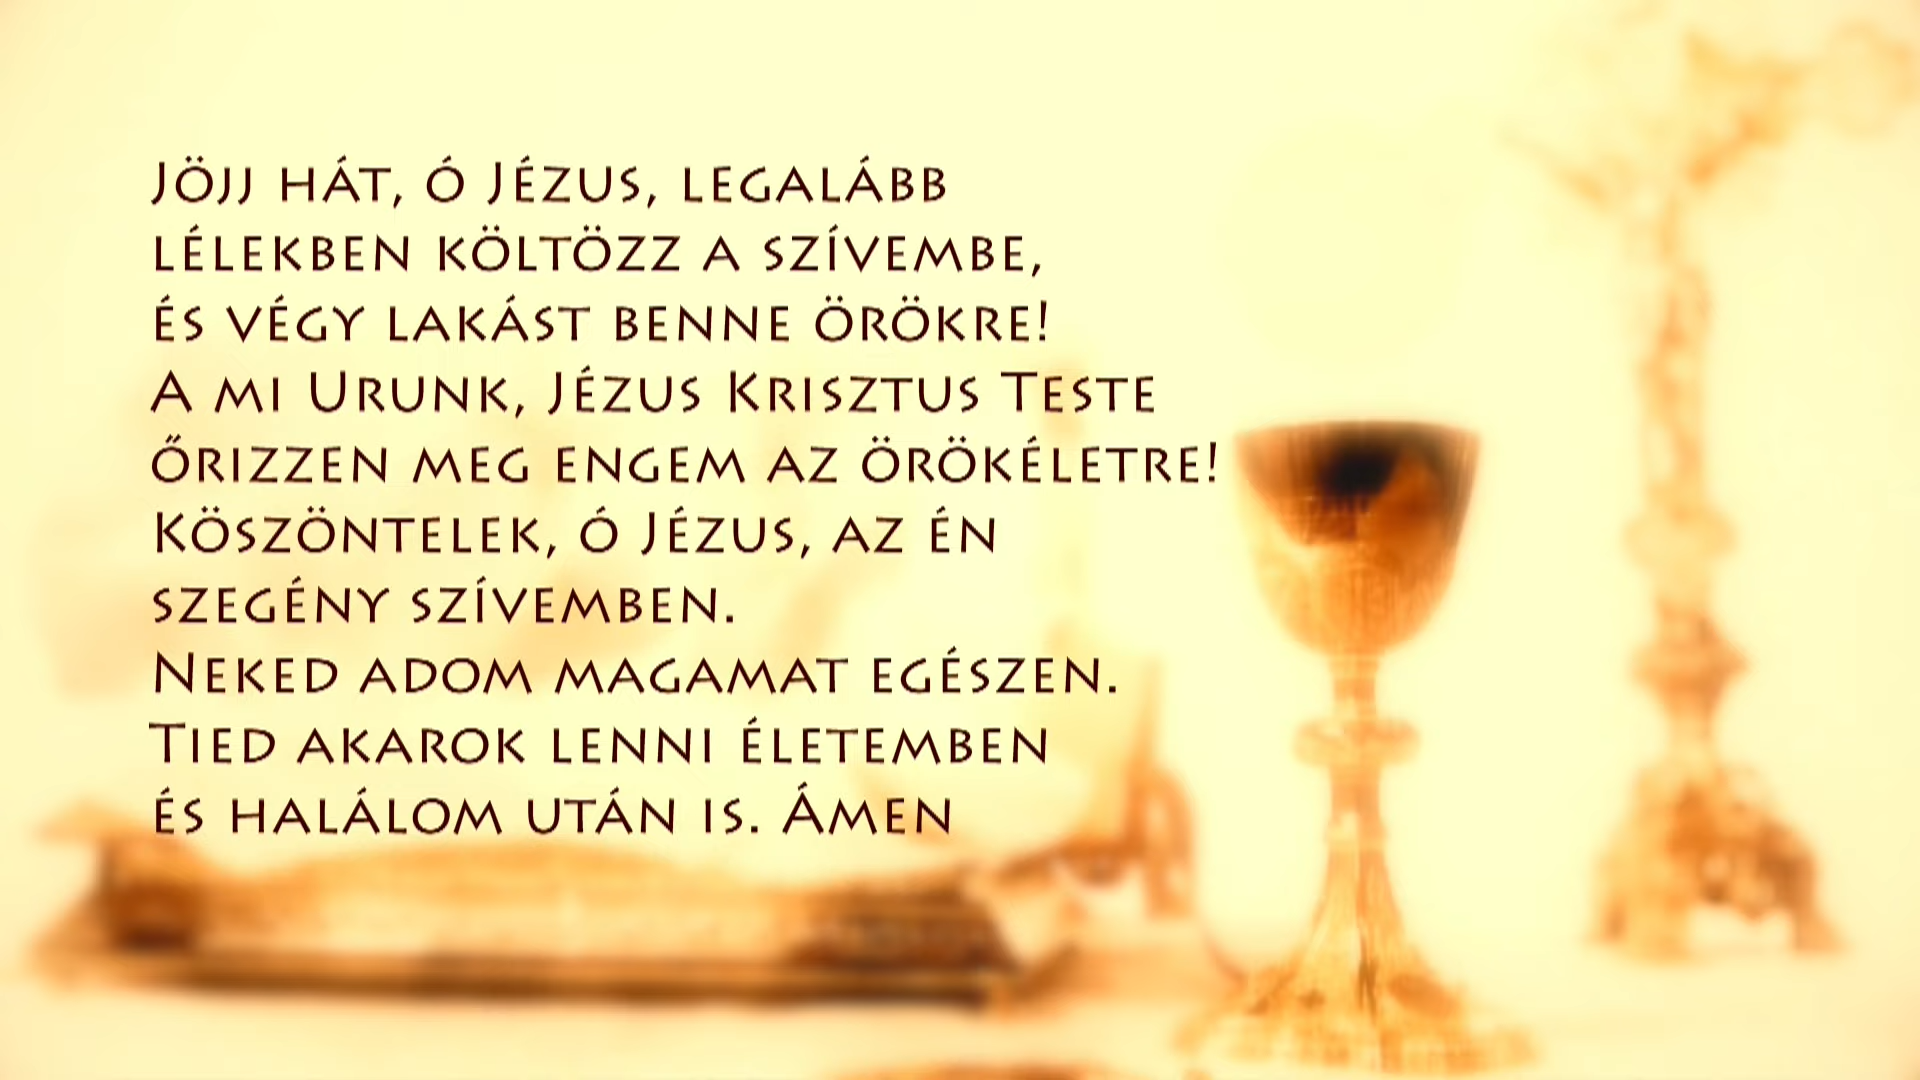 Jöjj hát, ó Jézus, legalább
lélekben költözz a szívembe,
és végy lakást benne örökre!
A mi Urunk, Jézus Krisztus Teste
őrizzen meg engem az örökéletre!
Köszöntelek, ó Jézus, az én
szegény szívemben.
Neked adom magamat egészen.
Tied akarok lenni életemben
és halálom után is. Ámen